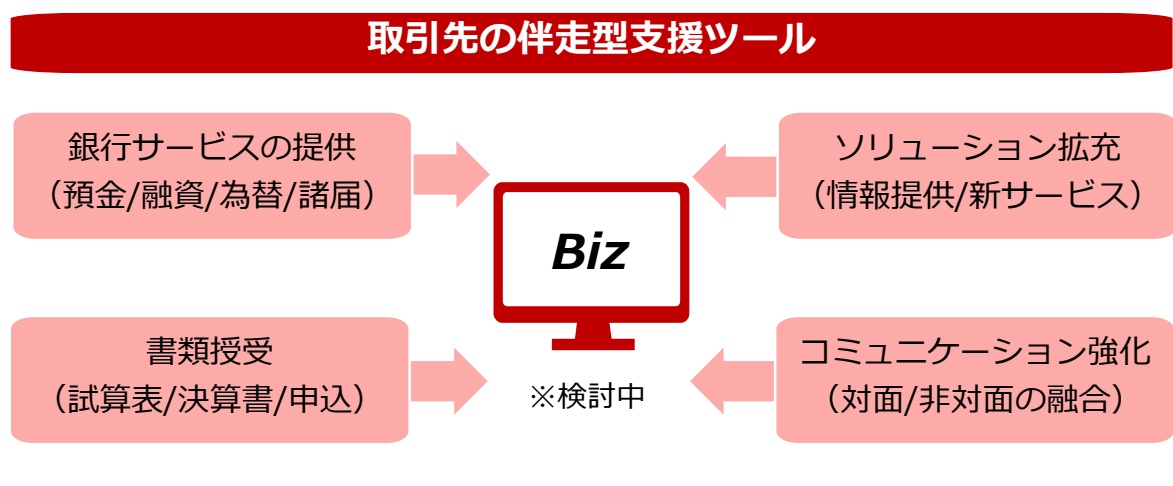 取引先の伴走型支援ツール
銀行サービスの提供
（預金/融資/為替/諸届）
ソリューション拡充
（情報提供/新サービス）
Biz
書類授受
（試算表/決算書/申込）
※検討中
コミュニケーション強化
（対面/非対面の融合）